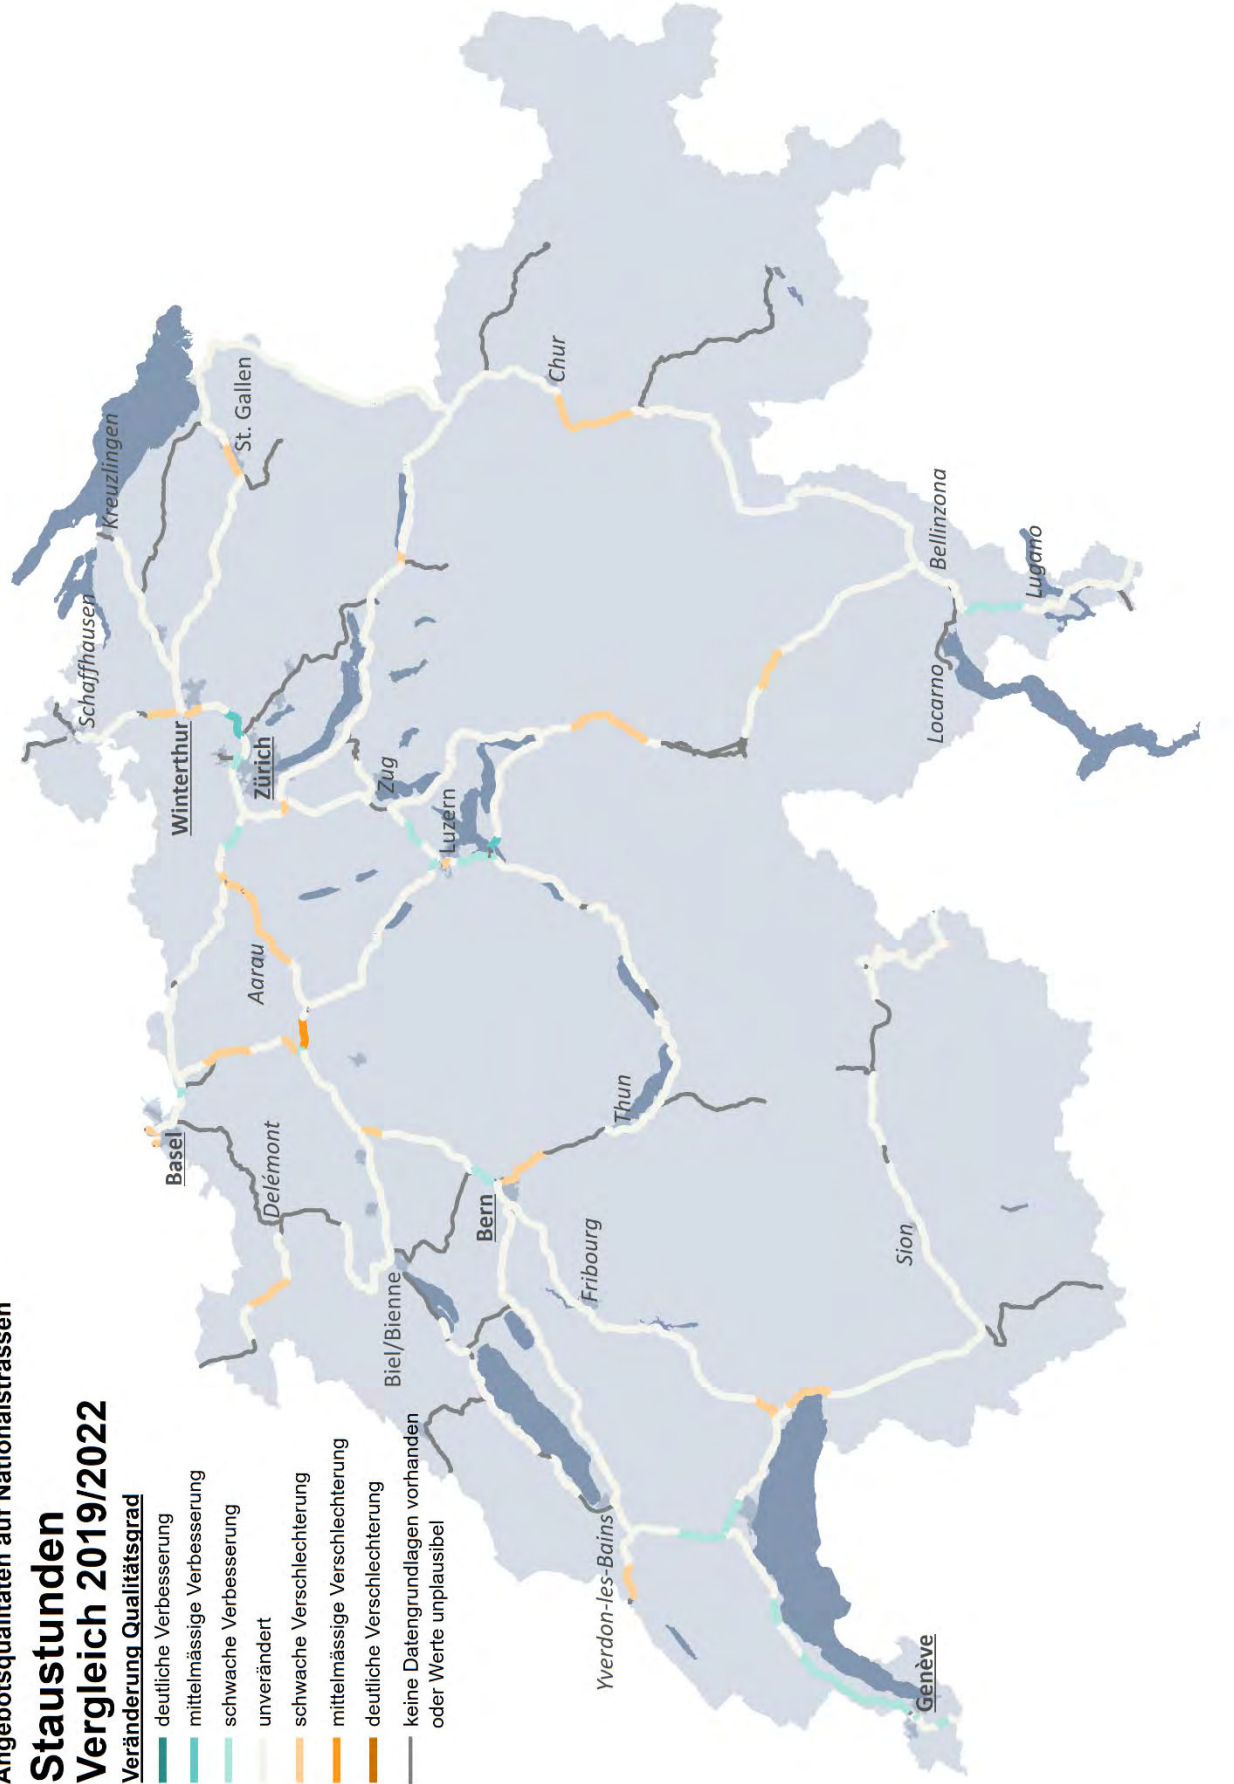 Angebotsqualitäten auf Nationalstrassen
Staustunden
Vergleich 2019/2022
Veränderung Qualitätsgrad
deutliche Verbesserung
mittelmässige Verbesserung
schwache Verbesserung
unverändert
schwache Verschlechterung
mittelmässige Verschlechterung
deutliche Verschlechterung
keine Datengrundlagen vorhanden
oder Werte unplausibel
Schaffhausen
Kreuzlingen
Basel
Winterthur
St. Gallen
Delémont
Aarau
Zürich
Biel/Bienne
Zug
Luzern
Bern
Chur
Yverdon-les-Bains
Fribourg
Thun
Sion
Genève
Locarno
Bellinzona
Lugano